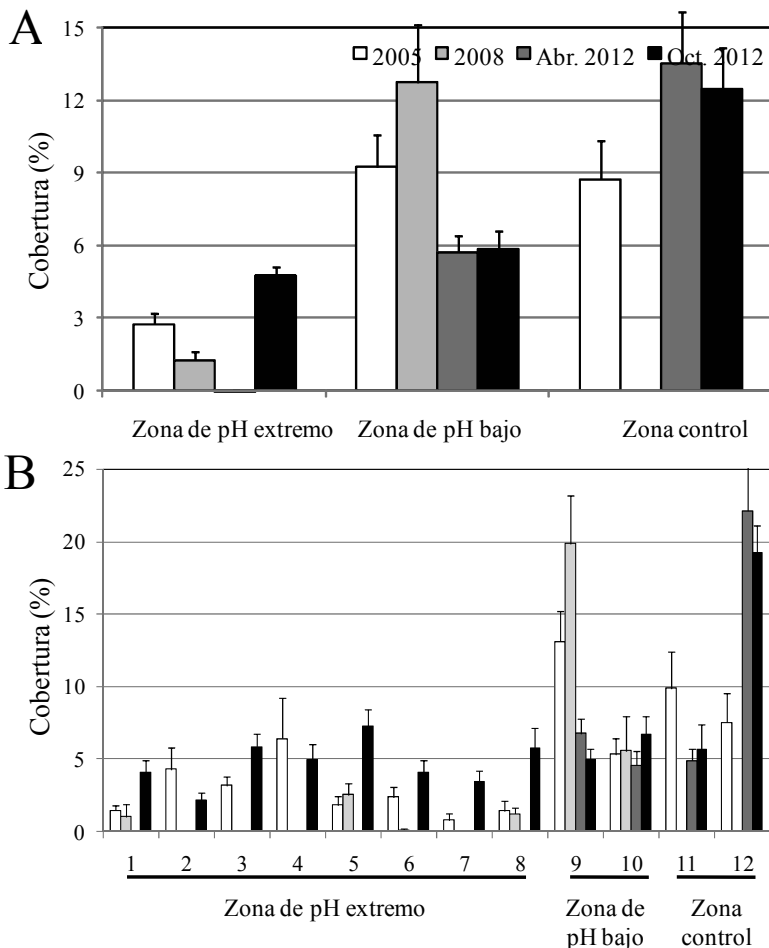 A
15
12
9
6
3
0
Cobertura (%)
2005 2008 Abr. 2012 Oct. 2012
Zona de pH extremo Zona de pH bajo Zona control
B
25
20
15
10
5
0
Cobertura (%)
1 2 3 4 5 6 7 8 9 10 11 12
Zona de pH extremo
Zona de
pH bajo
Zona
control